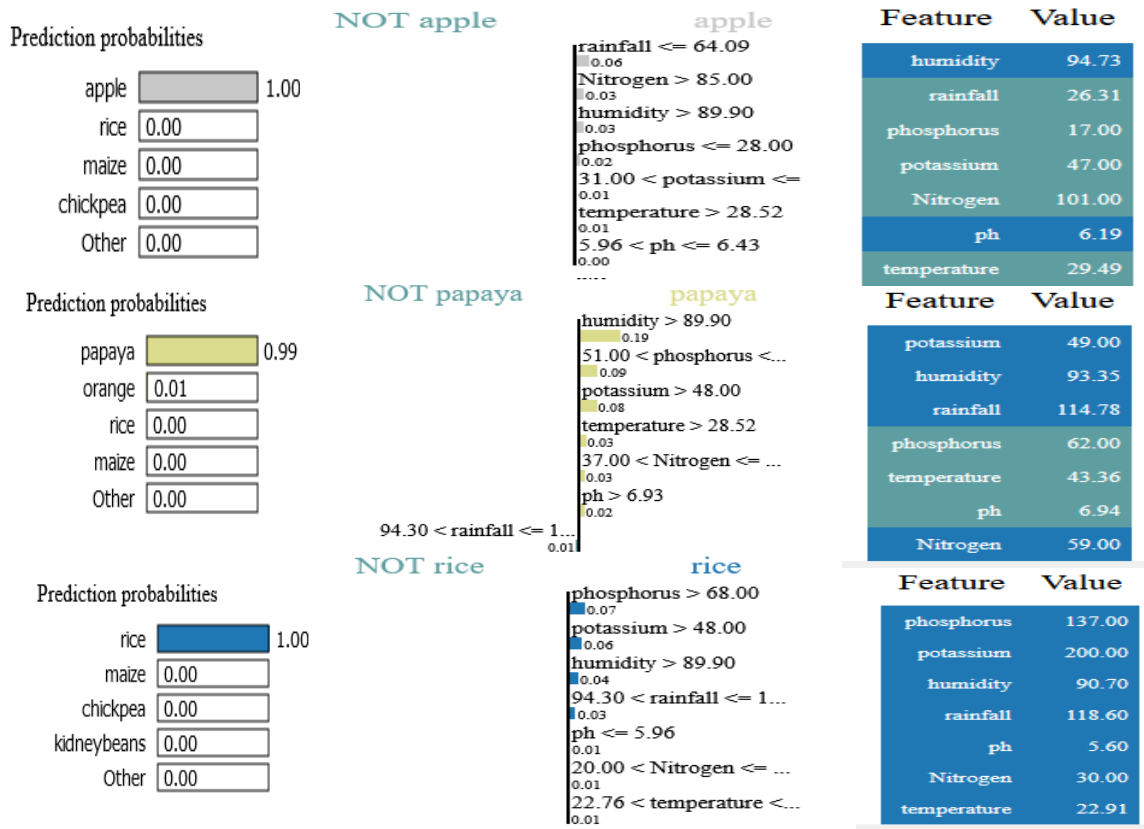 Prediction probabilities
apple 1.00
rice 0.00
maize 0.00
chickpea 0.00
Other 0.00
NOT apple apple
rainfall <= 64.09
0.06
Nitrogen > 85.00
0.03
humidity > 89.90
0.03
phosphorus <= 28.00
0.02
31.00 < potassium <=
0.01
temperature > 28.52
0.01
5.96 < ph <= 6.43
0.00
Feature Value
humidity 94.73
rainfall 26.31
phosphorus 17.00
potassium 47.00
Nitrogen 101.00
ph 6.19
temperature 29.49
Prediction probabilities
papaya 0.99
orange 0.01
rice 0.00
maize 0.00
Other 0.00
NOT papaya papaya
humidity > 89.90
0.19
51.00 < phosphorus <...
0.09
potassium > 48.00
0.08
temperature > 28.52
0.03
37.00 < Nitrogen <= ...
0.03
ph > 6.93
0.02
94.30 < rainfall <= 1...
0.01
Feature Value
potassium 49.00
humidity 93.35
rainfall 114.78
phosphorus 62.00
temperature 43.36
ph 6.94
Nitrogen 59.00
Prediction probabilities
rice 1.00
maize 0.00
chickpea 0.00
kidneybeans 0.00
Other 0.00
NOT rice rice
phosphorus > 68.00
0.07
potassium > 48.00
0.06
humidity > 89.90
0.04
94.30 < rainfall <= 1...
0.03
ph <= 5.96
0.01
20.00 < Nitrogen <= ...
0.01
22.76 < temperature <...
0.01
Feature Value
phosphorus 137.00
potassium 200.00
humidity 90.70
rainfall 118.60
ph 5.60
Nitrogen 30.00
temperature 22.91